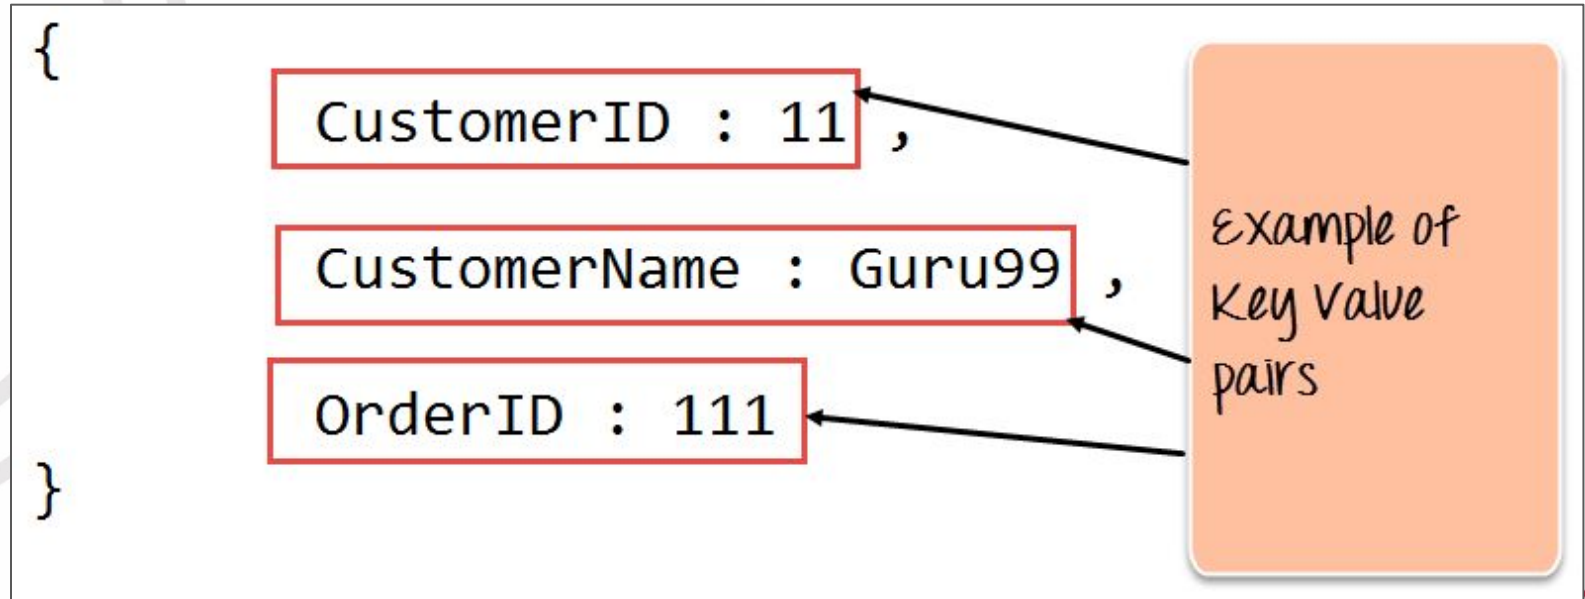 {
CustomerID : 11 ,
CustomerName : Guru99 ,
OrderID : 111
}
Example of
Key Value
pairs